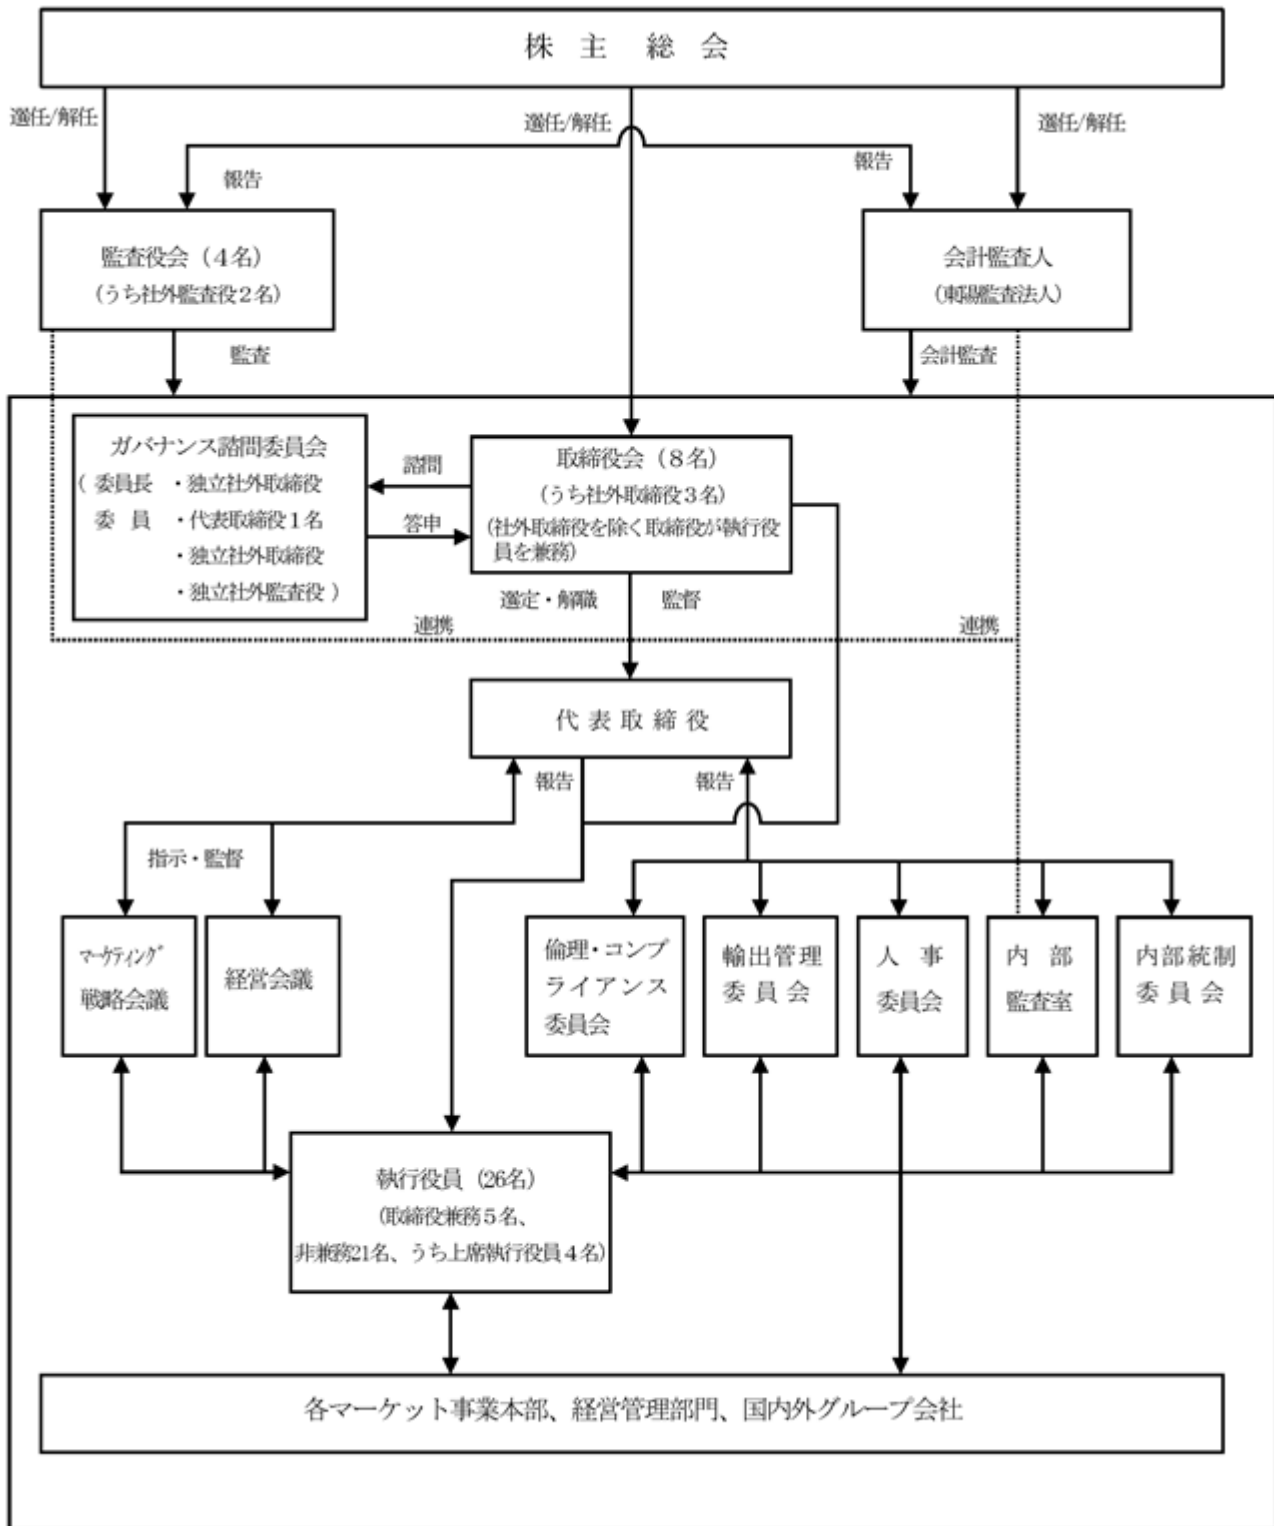 株 主 総 会
選任/解任
選任/解任
選任/解任
報告
報告
監査役会（４名）
（うち社外監査役２名）
会計監査人
（東陽監査法人）
監査
会計監査
ガバナンス諮問委員会
（ 委員長 ・独立社外取締役
委 員 ・代表取締役１名
・独立社外取締役
・独立社外監査役 ）
諮問
答申
取締役会（８名）
（うち社外取締役３名）
（社外取締役を除く取締役が執行役
員を兼務）
選定・解職
監督
連携
連携
代 表 取 締 役
報告
報告
指示・監督
ﾏｰｹﾃｨﾝｸﾞ
戦略会議
経営会議
倫理・コンプ
ライアンス
委員会
輸出管理
委 員 会
人 事
委員会
内 部
監査室
内部統制
委 員 会
執行役員（26名）
（取締役兼務５名、
非兼務21名、うち上席執行役員４名）
各マーケット事業本部、経営管理部門、国内外グループ会社